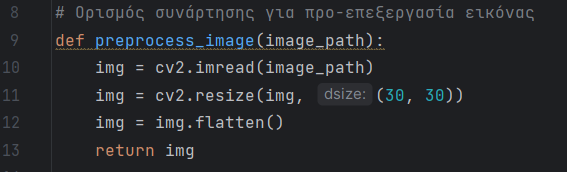 8 # Ορισμός συνάρτησης για προ-επεξεργασία εικόνας
9 def preprocess_image(image_path):
10 img = cv2.imread(image_path)
11 img = cv2.resize(img, dsize: (30, 30))
12 img = img.flatten()
13 return img